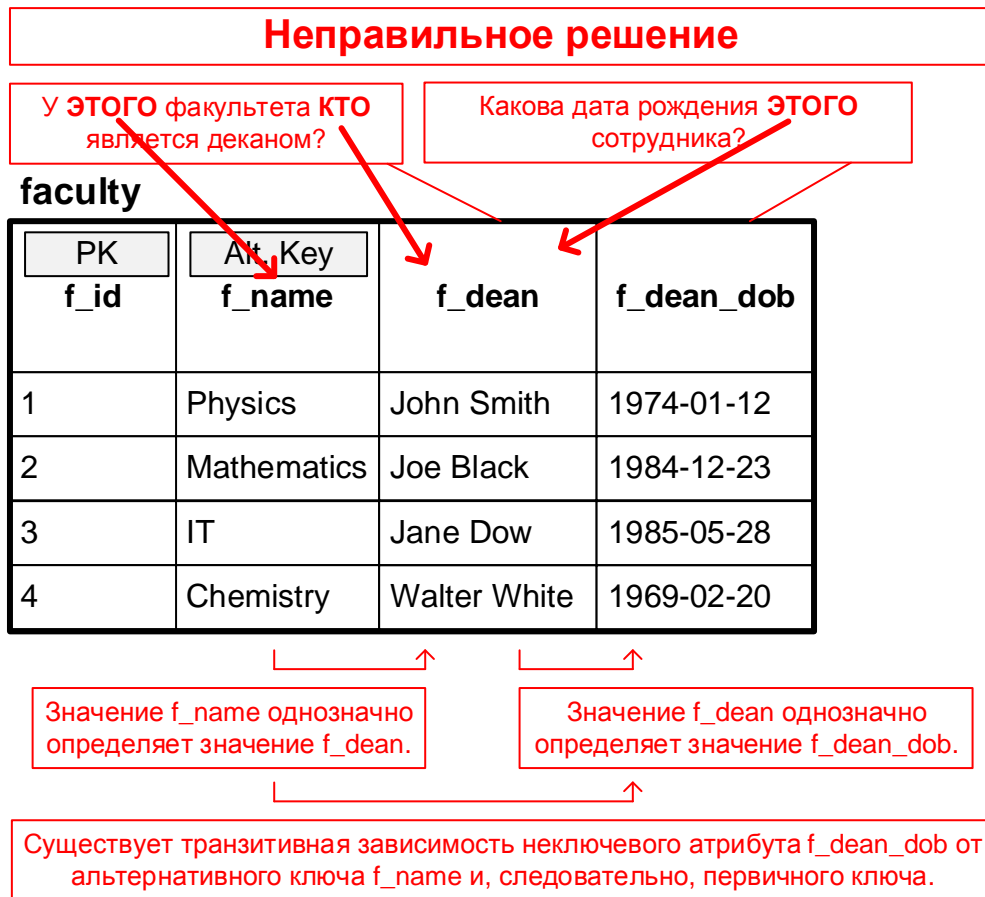 Неправильное решение
У ЭТОГО факультета КТО
является деканом?
Какова дата рождения ЭТОГО
сотрудника?
faculty
PK
Alt. Key
f_id
f_name
f_dean
f_dean_dob
1
Physics
John Smith
1974-01-12
2
Mathematics
Joe Black
1984-12-23
3
IT
Jane Dow
1985-05-28
4
Chemistry
Walter White
1969-02-20
Значение f_name однозначно
определяет значение f_dean.
Значение f_dean однозначно
определяет значение f_dean_dob.
Существует транзитивная зависимость неключевого атрибута f_dean_dob от
альтернативного ключа f_name и, следовательно, первичного ключа.